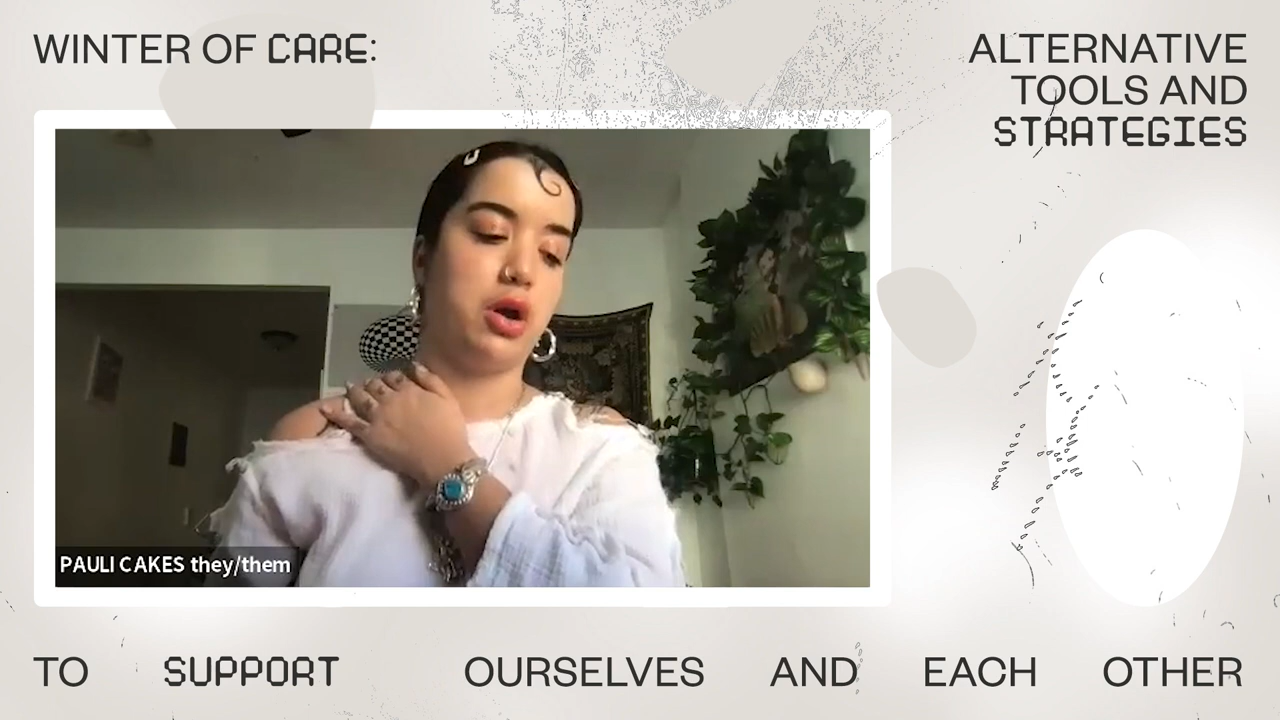 WINTER OF CARE:
ALTERNATIVE
TOOLS AND
STRATEGIES
PAULI CAKES they/them
TO SUPPORT OURSELVES AND EACH OTHER